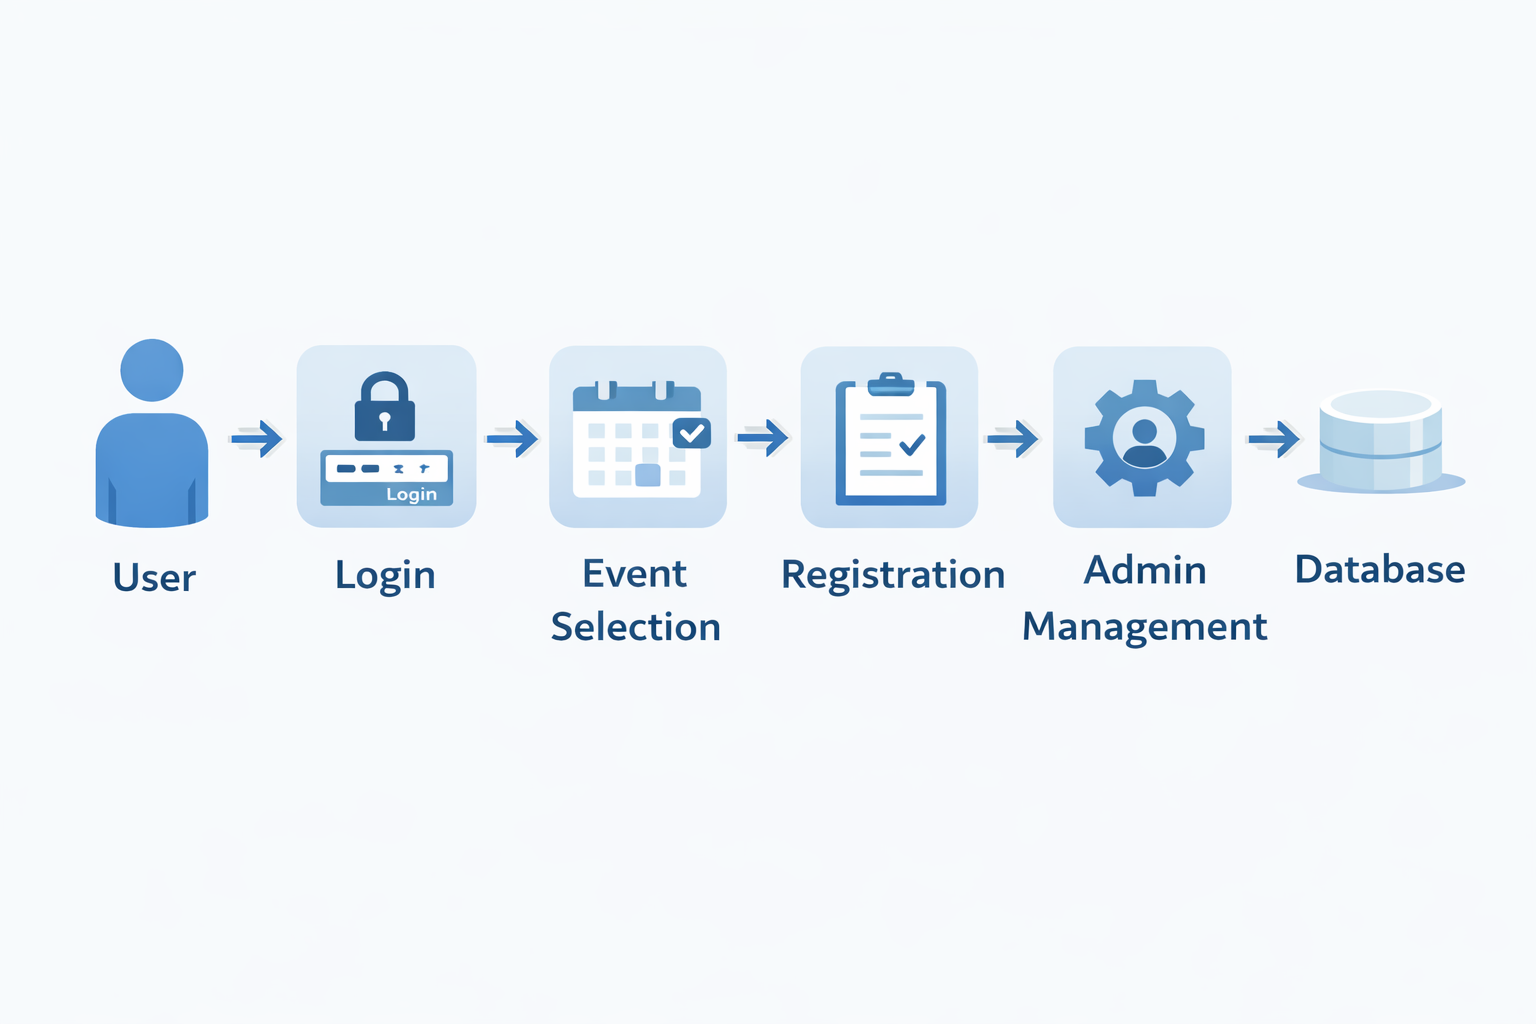 Login
User
Login
Event
Selection
Registration
Admin
Management
Database